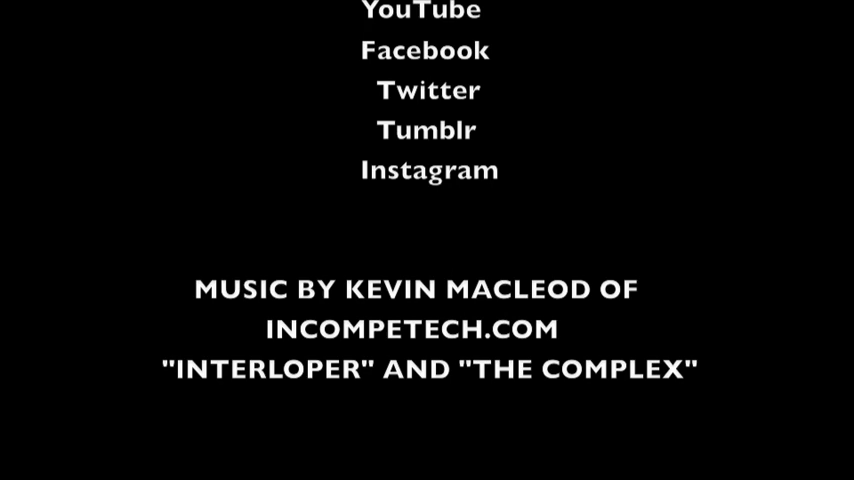 YouTube
Facebook
Twitter
Tumblr
Instagram
MUSIC BY KEVIN MACLEOD OF
INCOMPETECH.COM
"INTERLOPER" AND "THE COMPLEX"